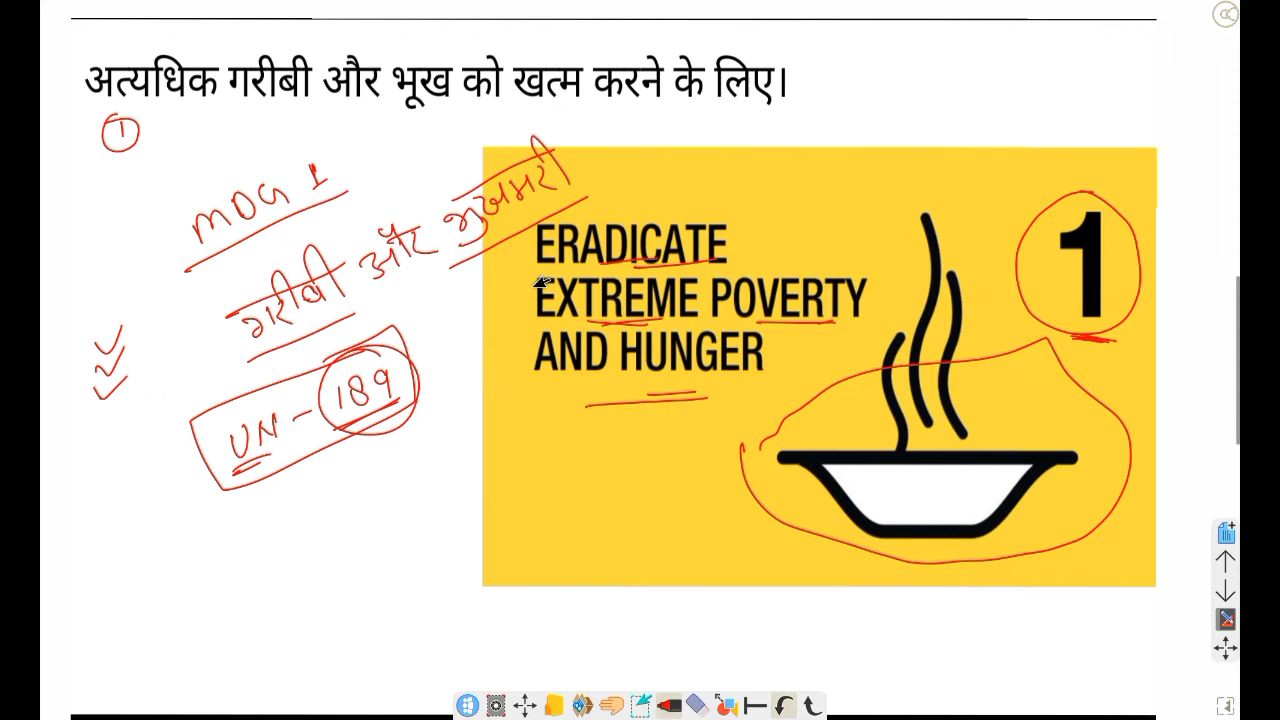 अत्यधिक गरीबी और भूख को खत्म करने के लिए।
1
MDG 1
गरीबी और भुखमरी
UN - 189
ERADICATE
EXTREME POVERTY
AND HUNGER
1